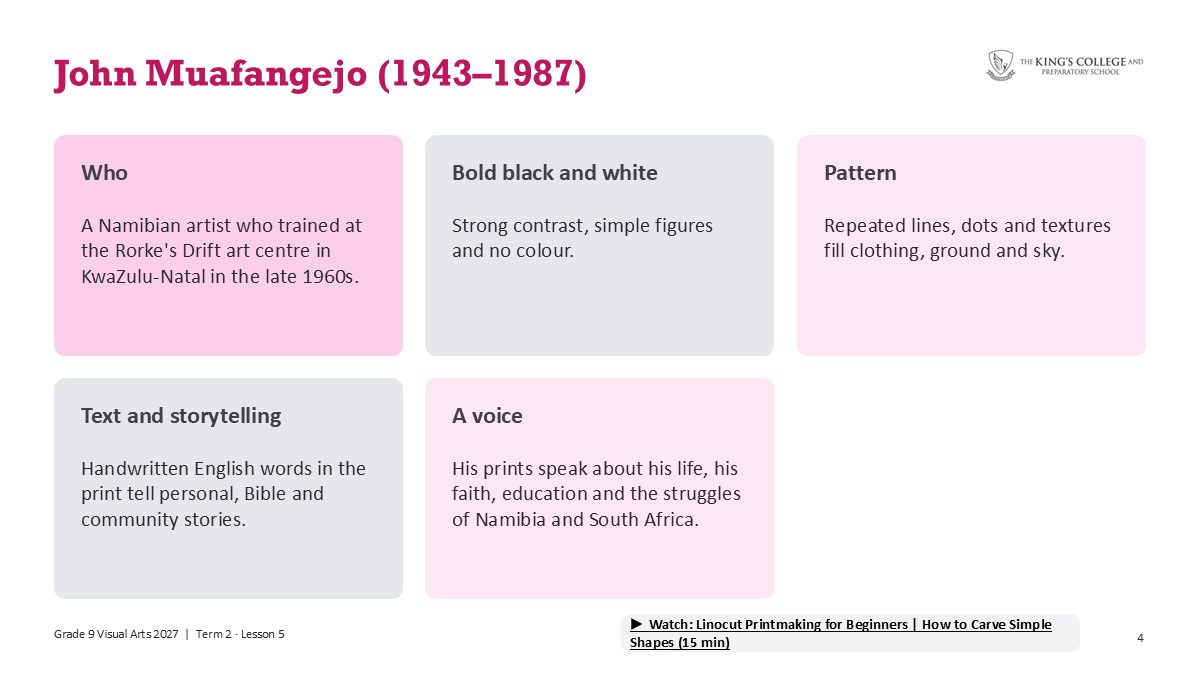 John Muafangejo (1943–1987)
THE KING'S COLLEGE AND
PREPARATORY SCHOOL
Who
A Namibian artist who trained at
the Rorke's Drift art centre in
KwaZulu-Natal in the late 1960s.
Bold black and white
Strong contrast, simple figures
and no colour.
Pattern
Repeated lines, dots and textures
fill clothing, ground and sky.
Text and storytelling
Handwritten English words in the
print tell personal, Bible and
community stories.
A voice
His prints speak about his life, his
faith, education and the struggles
of Namibia and South Africa.
Grade 9 Visual Arts 2027 | Term 2 · Lesson 5
▶ Watch: Linocut Printmaking for Beginners | How to Carve Simple
Shapes (15 min)
4